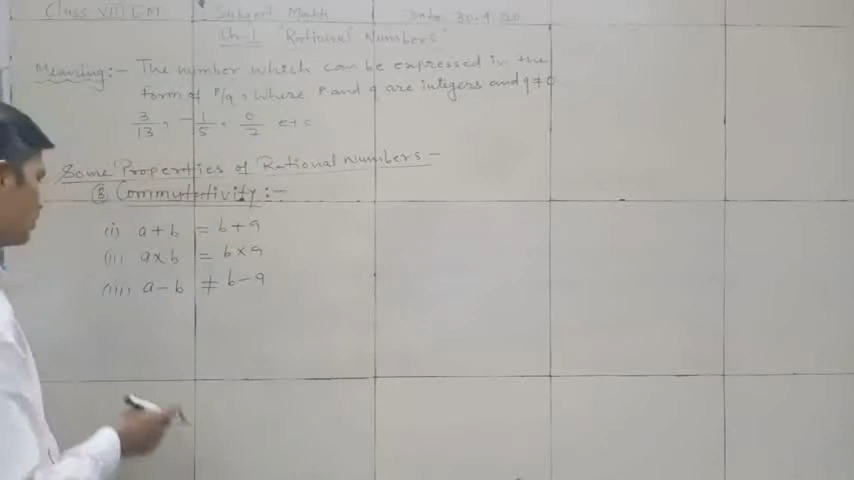 Class VIII EM Subject Math Date 30.9.20
Ch-1 "Rational Numbers"
Meaning:- The number which can be expressed in the
form of P/q, where P and q are integers and q≠0
3/13, -1/5, 0/2 etc
Some Properties of Rational Numbers-
(B) Commutativity:-
(i) a+b = b+a
(ii) a×b = b×a
(iii) a-b ≠ b-a